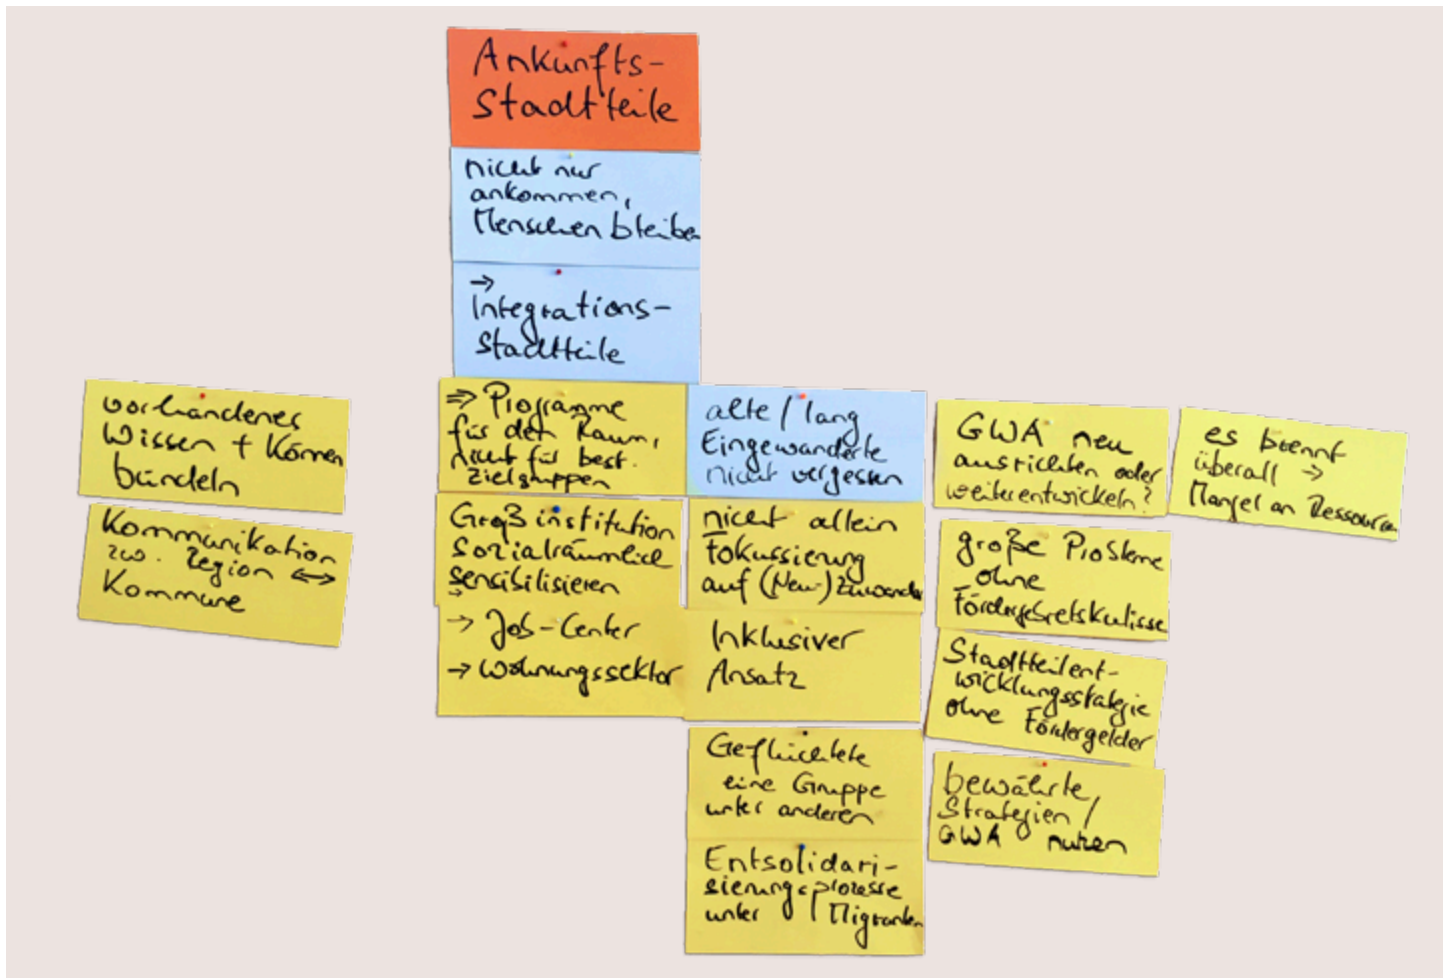 Ankunfts-
Stadtteile
nicht nur
ankommen,
Menschen bleiben
→
Integrations-
Stadtteile
vorhandenes
Wissen + Können
bündeln
Kommunikation
zw. Region ↔
Kommune
⇒ Programme
für den Raum,
nicht für best.
Zielgruppen
Großinstitution
sozialräumlich
sensibilisieren
→ Job-Center
→ Wohnungssektor
alte / lang
Eingewanderte
nicht vergessen
nicht allein
Fokussierung
auf (Neu-) Zuwander
Inklusiver
Ansatz
Geflüchtete
eine Gruppe
unter anderen
Entsolidari-
sierungsprozesse
unter Migranten
GWA neu
ausrichten oder
weiterentwickeln?
große Probleme
ohne
Fördergebietskulisse
Stadtteilent-
wicklungsstrategie
ohne Fördergelder
bewährte
Strategien /
GWA nutzen
es brennt
überall →
Mangel an Ressourcen